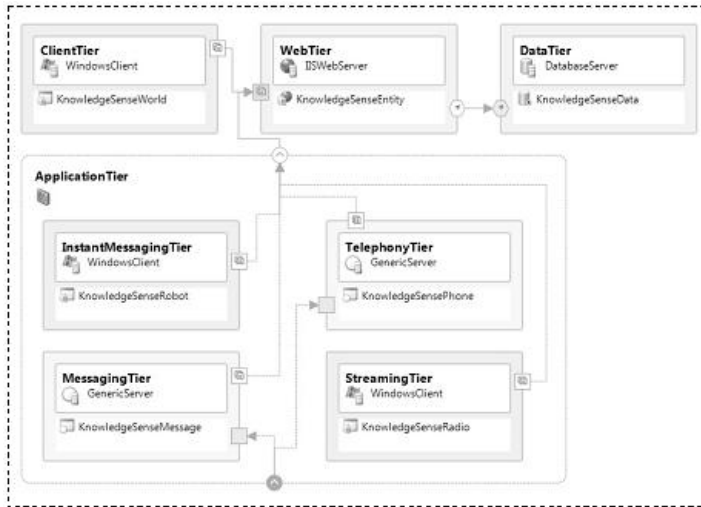 ClientTier
WindowsClient
KnowledgeSenseWorld
WebTier
IISWebServer
KnowledgeSenseEntity
DataTier
DatabaseServer
KnowledgeSenseData
ApplicationTier
InstantMessagingTier
WindowsClient
KnowledgeSenseRobot
TelephonyTier
GenericServer
KnowledgeSensePhone
MessagingTier
GenericServer
KnowledgeSenseMessage
StreamingTier
WindowsClient
KnowledgeSenseRadio